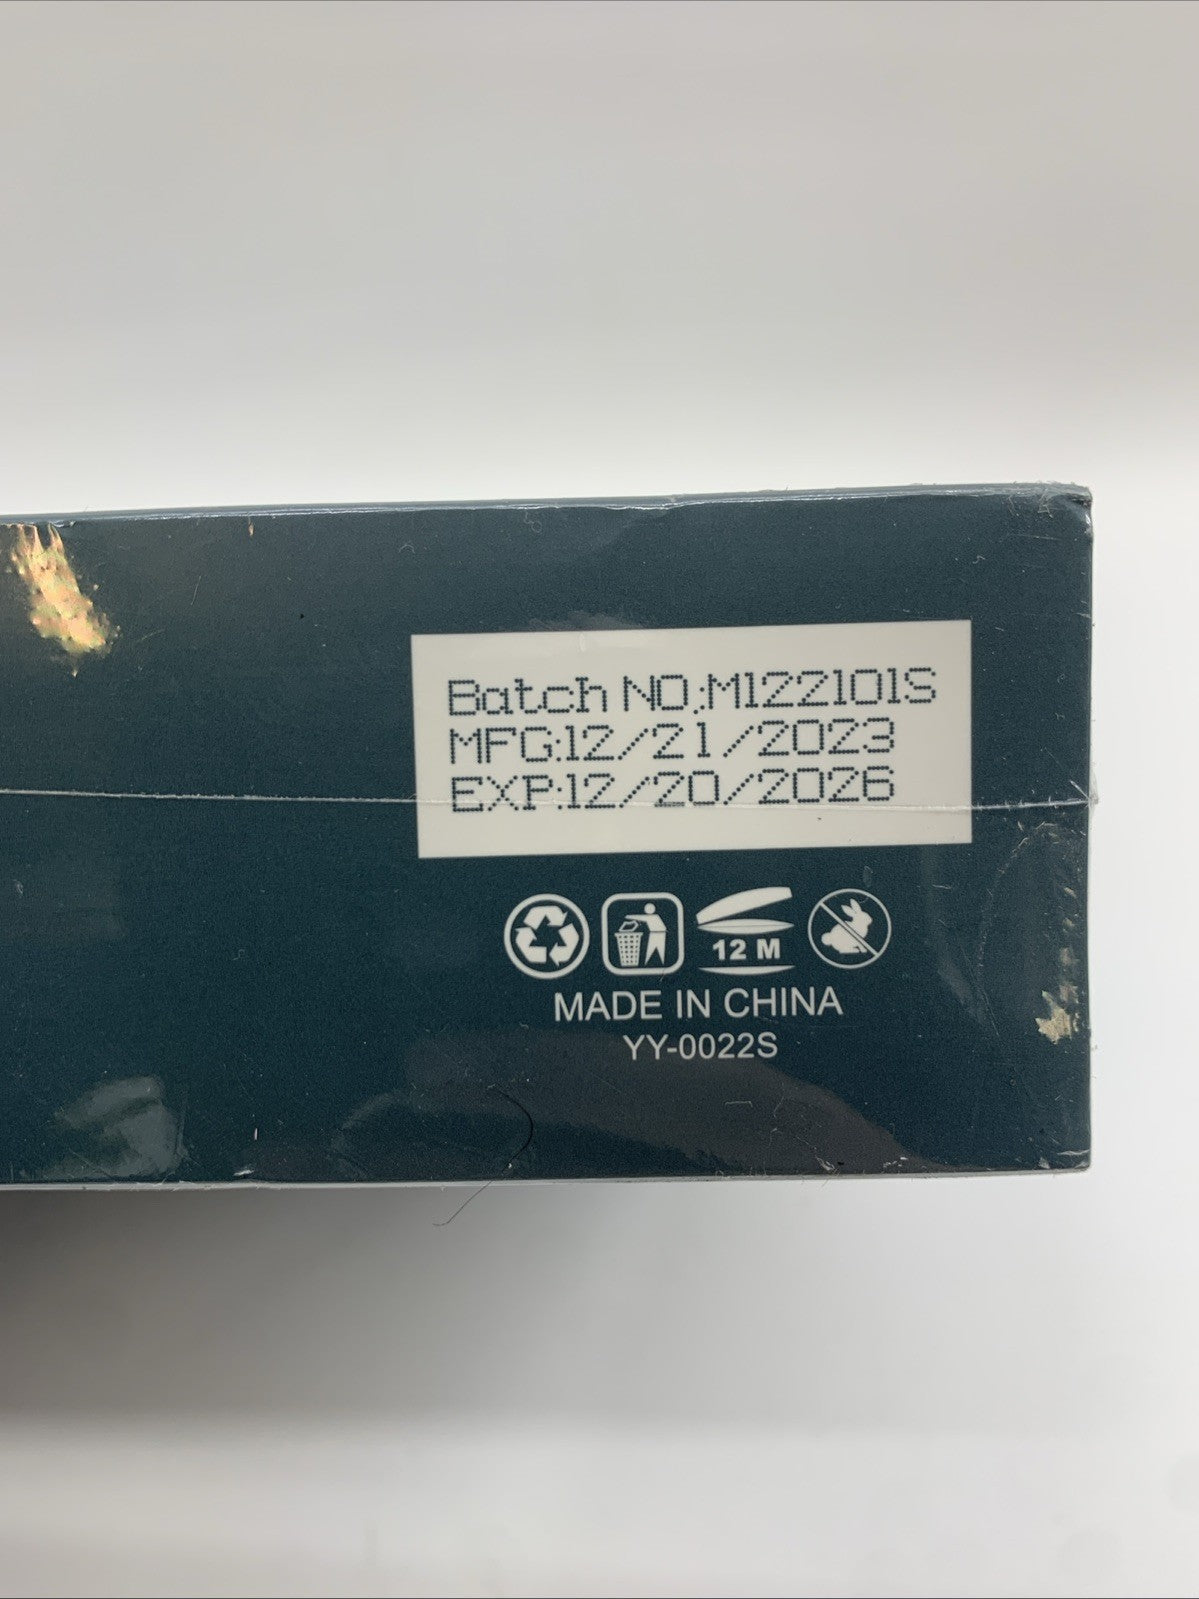 Batch NO.:M122101S
MFG:12/21/2023
EXP:12/20/2026
12 M
MADE IN CHINA
YY-0022S